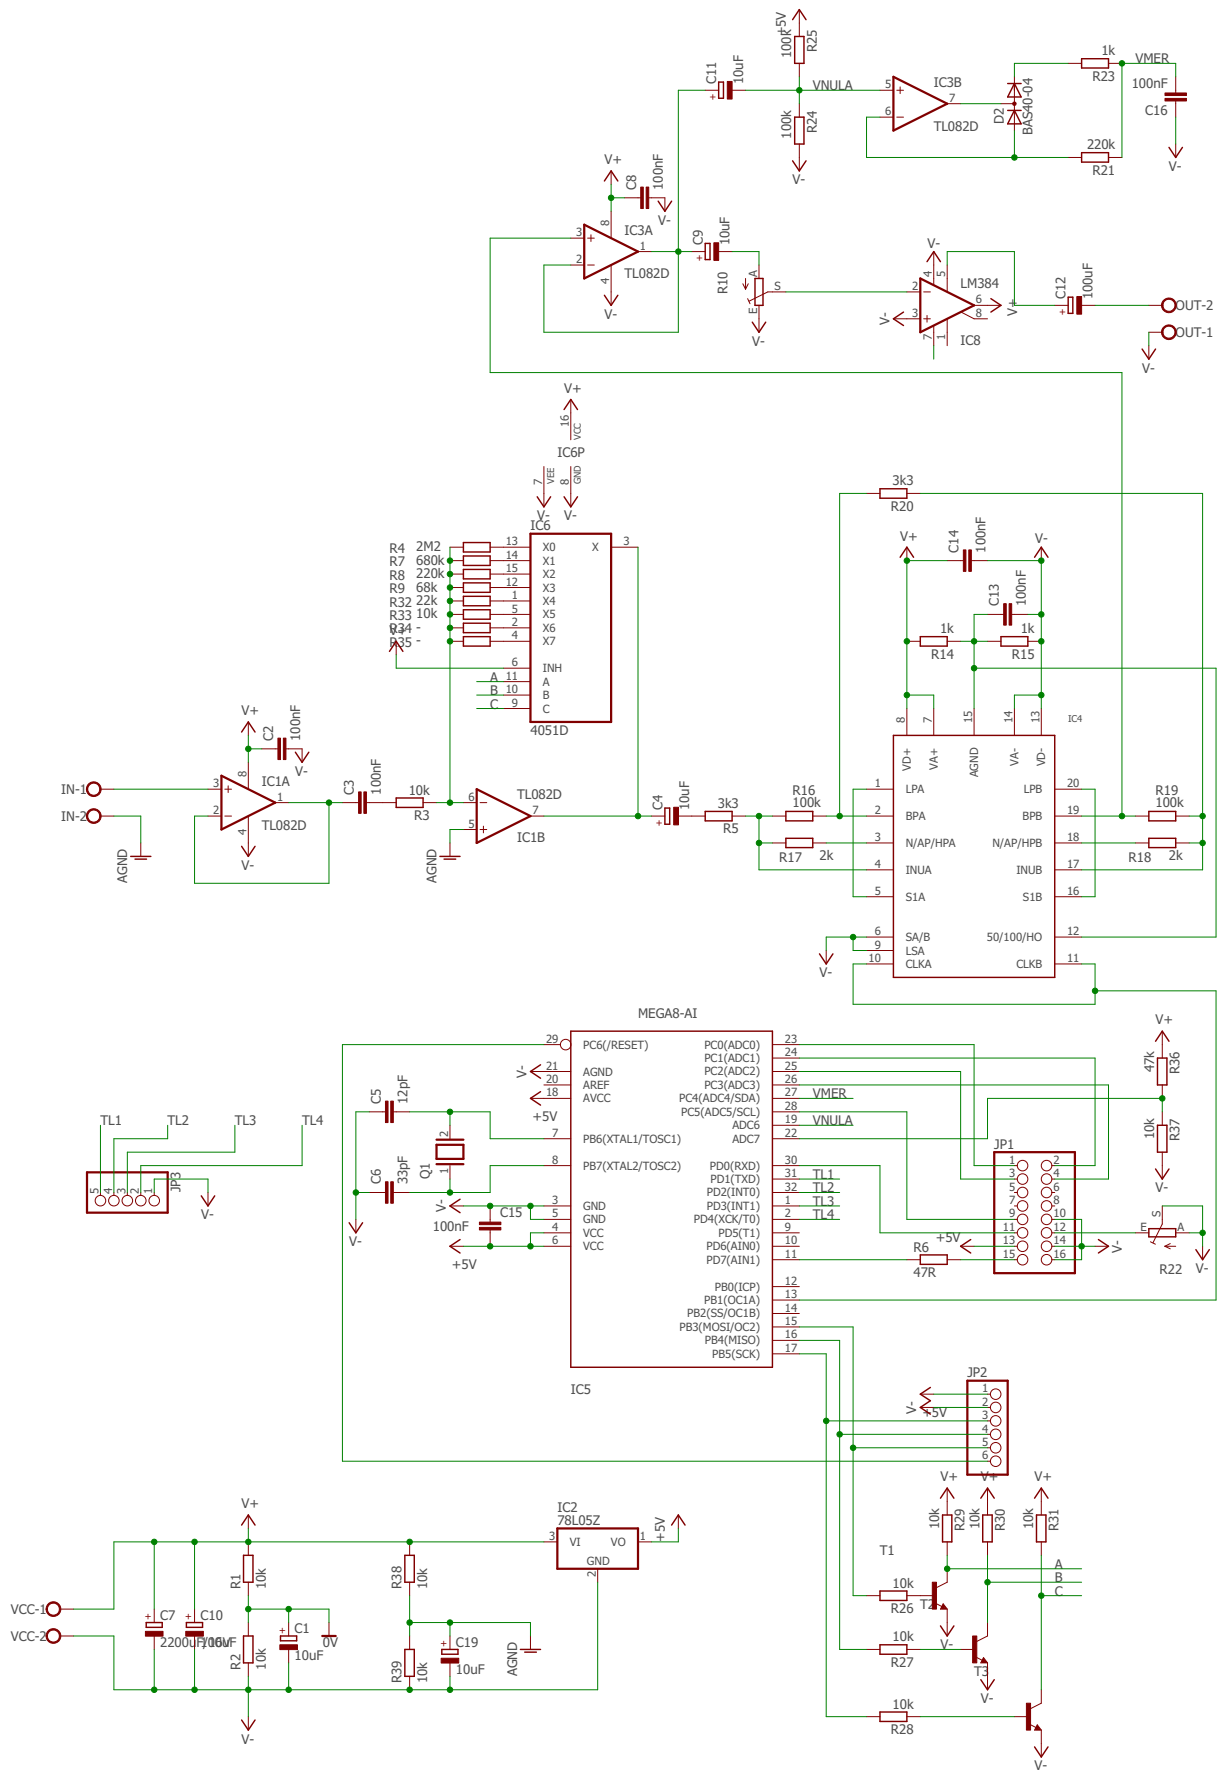 +5V
100k
R25
C11
10uF
VNULA
100k
R24
V-
5
6
7
IC3B
TL082D
D2
BAS40-04
1k
R23
VMER
100nF
C16
V-
220k
R21
V+
C8
100nF
V-
8
3
2
1
4
IC3A
TL082D
V-
C9
10uF
R10
A
S
E
V-
V-
4
5
2
3
6
8
7
1
LM384
IC8
V-
V+
C12
100uF
OUT-2
OUT-1
V-
V+
16
VCC
IC6P
7
VEE
8
GND
V-
V-
IC6
R4 2M2 13 X0 X 3
R7 680k 14 X1
R8 220k 15 X2
R9 68k 12 X3
R32 22k 1 X4
R33 10k 5 X5
R34 - 2 X6
V+
R35 - 4 X7
6 INH
A 11 A
B 10 B
C 9 C
4051D
3k3
R20
V+
C14
100nF
V-
C13
100nF
1k
R14
1k
R15
8
7
15
14
13
IC4
VD+
VA+
AGND
VA-
VD-
1 LPA LPB 20
2 BPA BPB 19
3 N/AP/HPA N/AP/HPB 18
4 INUA INUB 17
5 S1A S1B 16
6 SA/B 50/100/HO 12
9 LSA
10 CLKA CLKB 11
V-
R16
100k
R17 2k
R19
100k
R18 2k
V+
C2
100nF
V-
IN-1
IN-2
AGND
8
3
2
1
4
IC1A
TL082D
V-
C3
100nF
10k
R3
6
5
7
TL082D
IC1B
AGND
C4
10uF
3k3
R5
MEGA8-AI
29 PC6(/RESET)
21 AGND
20 AREF
18 AVCC
7 PB6(XTAL1/TOSC1)
8 PB7(XTAL2/TOSC2)
3 GND
5 GND
4 VCC
6 VCC
PC0(ADC0) 23
PC1(ADC1) 24
PC2(ADC2) 25
PC3(ADC3) 26
PC4(ADC4/SDA) 27 VMER
PC5(ADC5/SCL) 28
ADC6 19 VNULA
ADC7 22
PD0(RXD) 30
PD1(TXD) 31 TL1
PD2(INT0) 32 TL2
PD3(INT1) 1 TL3
PD4(XCK/T0) 2 TL4
PD5(T1) 9
PD6(AIN0) 10
PD7(AIN1) 11
PB0(ICP) 12
PB1(OC1A) 13
PB2(SS/OC1B) 14
PB3(MOSI/OC2) 15
PB4(MISO) 16
PB5(SCK) 17
IC5
V-
+5V
C5
12pF
C6
33pF
Q1
2
1
V-
V-
C15
100nF
+5V
TL1 TL2 TL3 TL4
5 4 3 2 1
JP3
V-
V+
47k
R36
10k
R37
V-
JP1
1 2
3 4
5 6
7 8
9 10
11 12
13 14
15 16
+5V
V-
R6
47R
E
S
A
R22
V-
JP2
1
2
3
4
5
6
V-
+5V
V+
V+
V+
10k
R29
10k
R30
10k
R31
A
B
C
T1
10k
R26
T2
V-
10k
R27
T3
V-
10k
R28
V-
V+
VCC-1
VCC-2
C7
2200uF/16V
C10
100nF
R1
10k
R2
10k
C1
10uF
0V
V-
R38
10k
R39
10k
C19
10uF
AGND
IC2
78L05Z
3 VI VO 1
GND
2
+5V